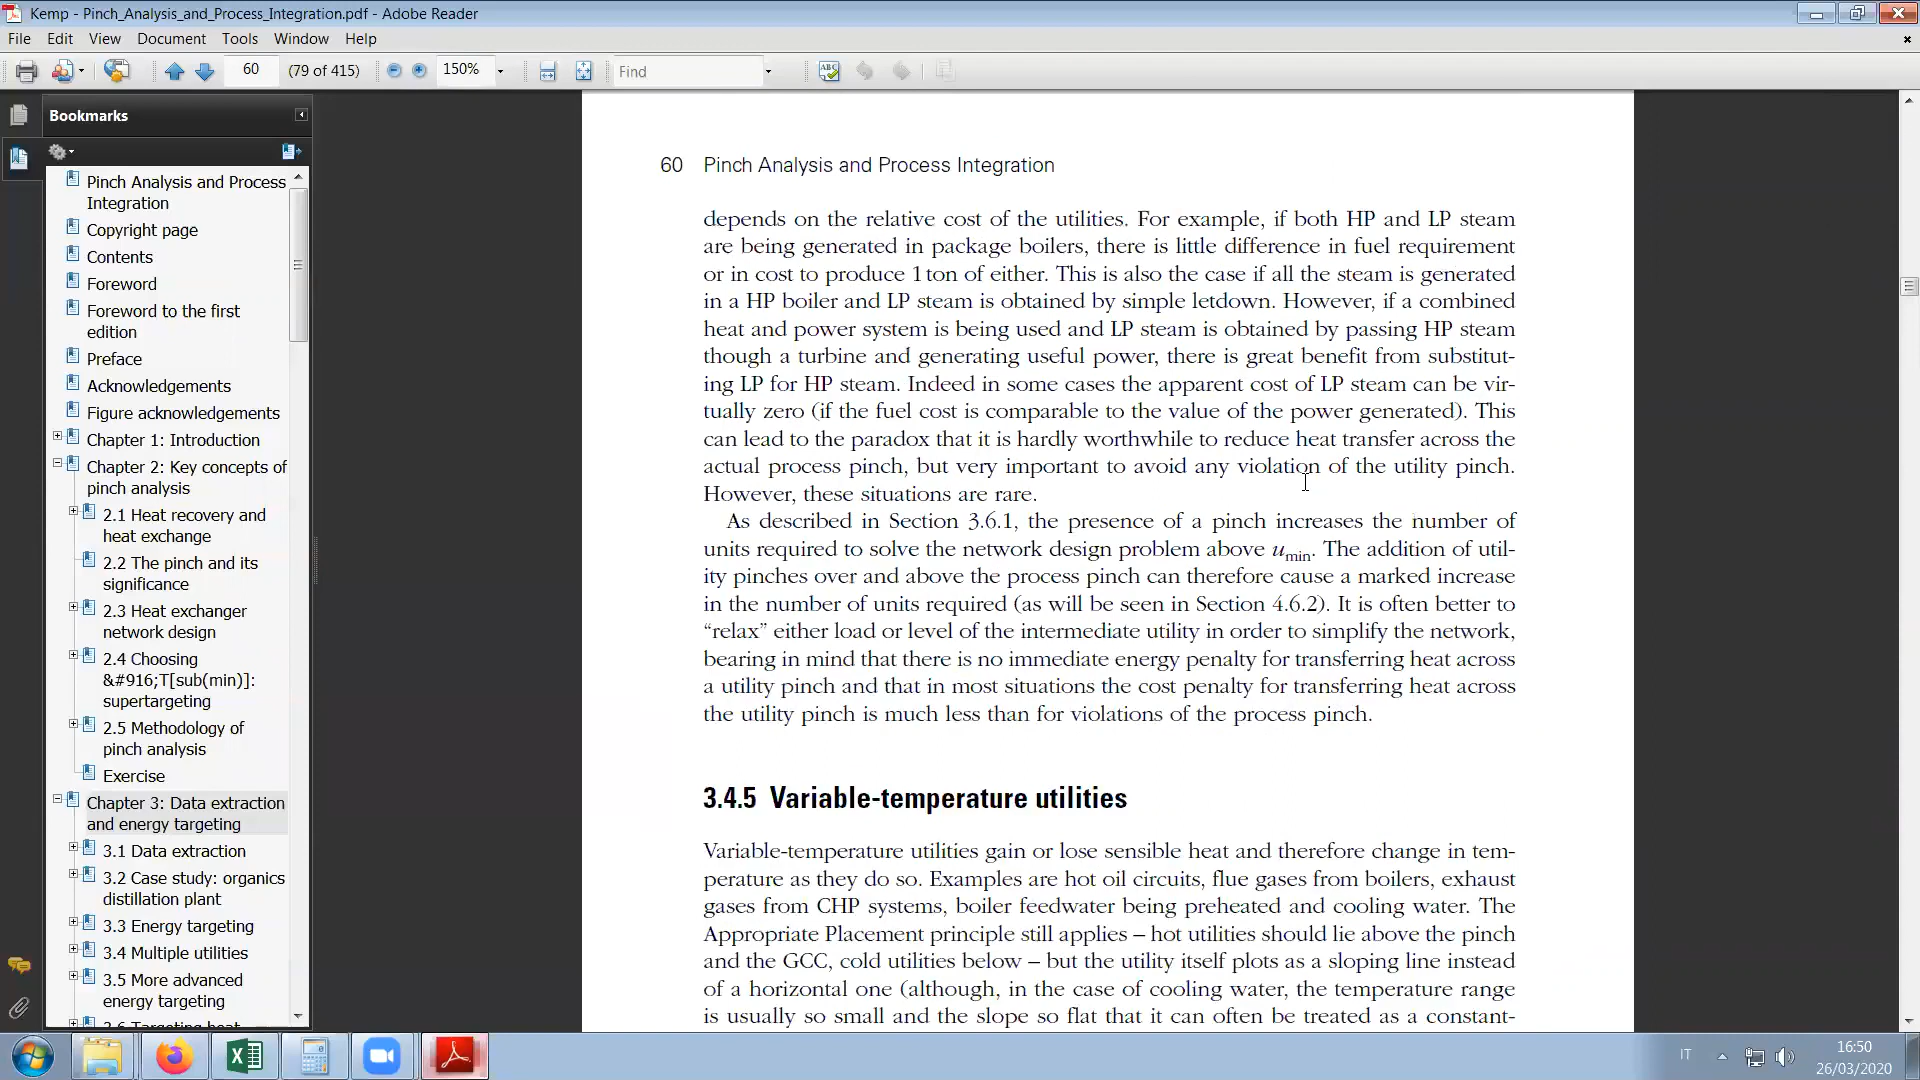 Kemp - Pinch_Analysis_and_Process_Integration.pdf - Adobe Reader
File Edit View Document Tools Window Help
60 (79 of 415) 150% Find
Bookmarks
Pinch Analysis and Process
Integration
Copyright page
Contents
Foreword
Foreword to the first
edition
Preface
Acknowledgements
Figure acknowledgements
Chapter 1: Introduction
Chapter 2: Key concepts of
pinch analysis
2.1 Heat recovery and
heat exchange
2.2 The pinch and its
significance
2.3 Heat exchanger
network design
2.4 Choosing
&#916;T[sub(min)]:
supertargeting
2.5 Methodology of
pinch analysis
Exercise
Chapter 3: Data extraction
and energy targeting
3.1 Data extraction
3.2 Case study: organics
distillation plant
3.3 Energy targeting
3.4 Multiple utilities
3.5 More advanced
energy targeting
3.6 Targeting heat
60 Pinch Analysis and Process Integration
depends on the relative cost of the utilities. For example, if both HP and LP steam
are being generated in package boilers, there is little difference in fuel requirement
or in cost to produce 1 ton of either. This is also the case if all the steam is generated
in a HP boiler and LP steam is obtained by simple letdown. However, if a combined
heat and power system is being used and LP steam is obtained by passing HP steam
though a turbine and generating useful power, there is great benefit from substitut-
ing LP for HP steam. Indeed in some cases the apparent cost of LP steam can be vir-
tually zero (if the fuel cost is comparable to the value of the power generated). This
can lead to the paradox that it is hardly worthwhile to reduce heat transfer across the
actual process pinch, but very important to avoid any violation of the utility pinch.
However, these situations are rare.
As described in Section 3.6.1, the presence of a pinch increases the number of
units required to solve the network design problem above umin. The addition of util-
ity pinches over and above the process pinch can therefore cause a marked increase
in the number of units required (as will be seen in Section 4.6.2). It is often better to
“relax” either load or level of the intermediate utility in order to simplify the network,
bearing in mind that there is no immediate energy penalty for transferring heat across
a utility pinch and that in most situations the cost penalty for transferring heat across
the utility pinch is much less than for violations of the process pinch.
3.4.5 Variable-temperature utilities
Variable-temperature utilities gain or lose sensible heat and therefore change in tem-
perature as they do so. Examples are hot oil circuits, flue gases from boilers, exhaust
gases from CHP systems, boiler feedwater being preheated and cooling water. The
Appropriate Placement principle still applies – hot utilities should lie above the pinch
and the GCC, cold utilities below – but the utility itself plots as a sloping line instead
of a horizontal one (although, in the case of cooling water, the temperature range
is usually so small and the slope so flat that it can often be treated as a constant-
IT
16:50
26/03/2020